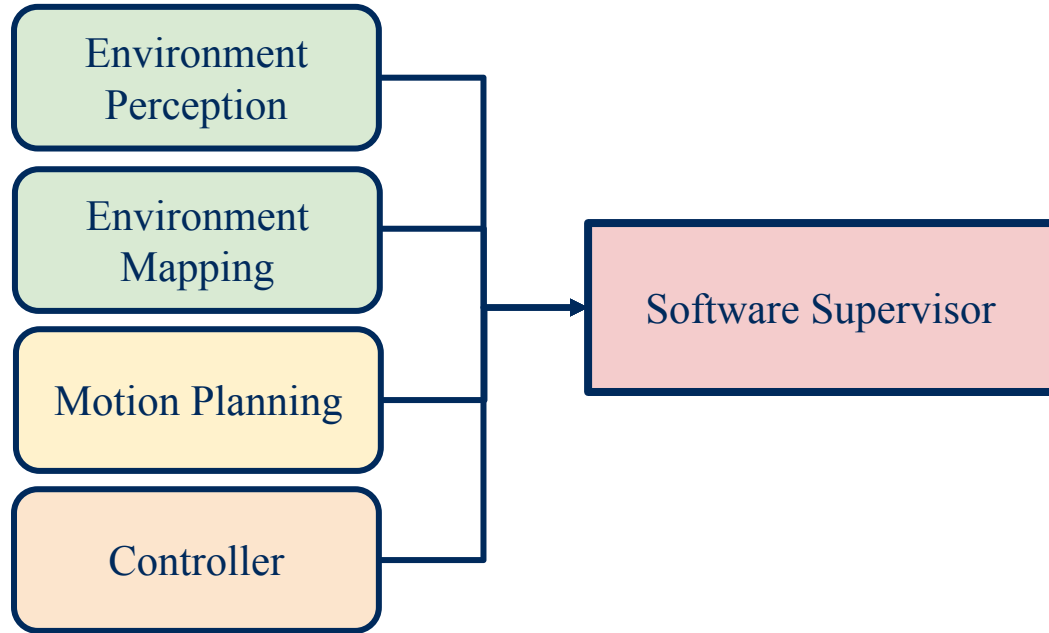 Environment
Perception
Environment
Mapping
Motion Planning
Controller
Software Supervisor